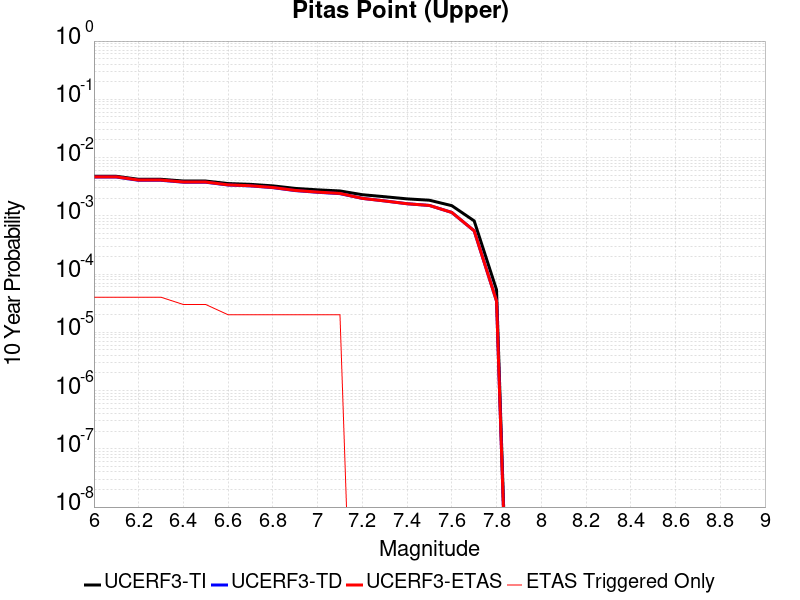 Pitas Point (Upper)
10^0
10^-1
10^-2
10^-3
10^-4
10^-5
10^-6
10^-7
10^-8
10 Year Probability
6 6.2 6.4 6.6 6.8 7 7.2 7.4 7.6 7.8 8 8.2 8.4 8.6 8.8 9
Magnitude
UCERF3-TI UCERF3-TD UCERF3-ETAS ETAS Triggered Only